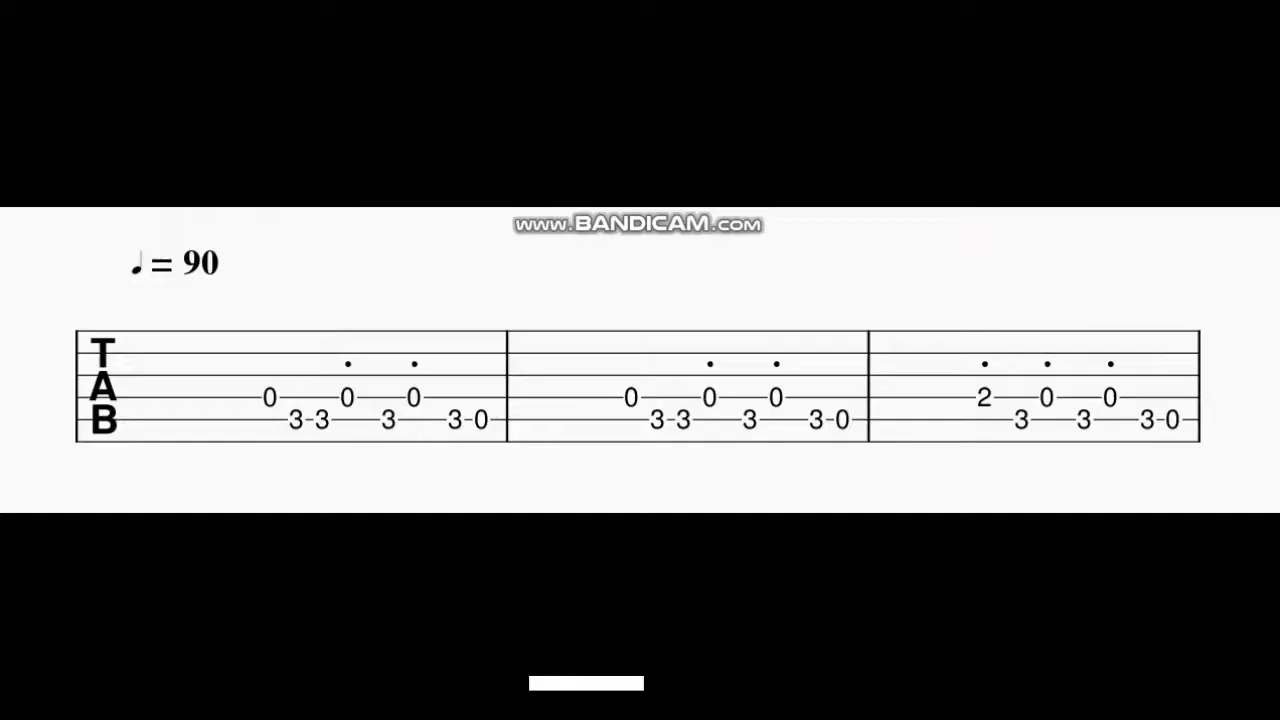 www.BANDICAM.com
♩ = 90
T
A
B
0 0 0 0 0 0 2 0 0
3 3 3 3 0 3 3 3 3 0 3 3 3 0